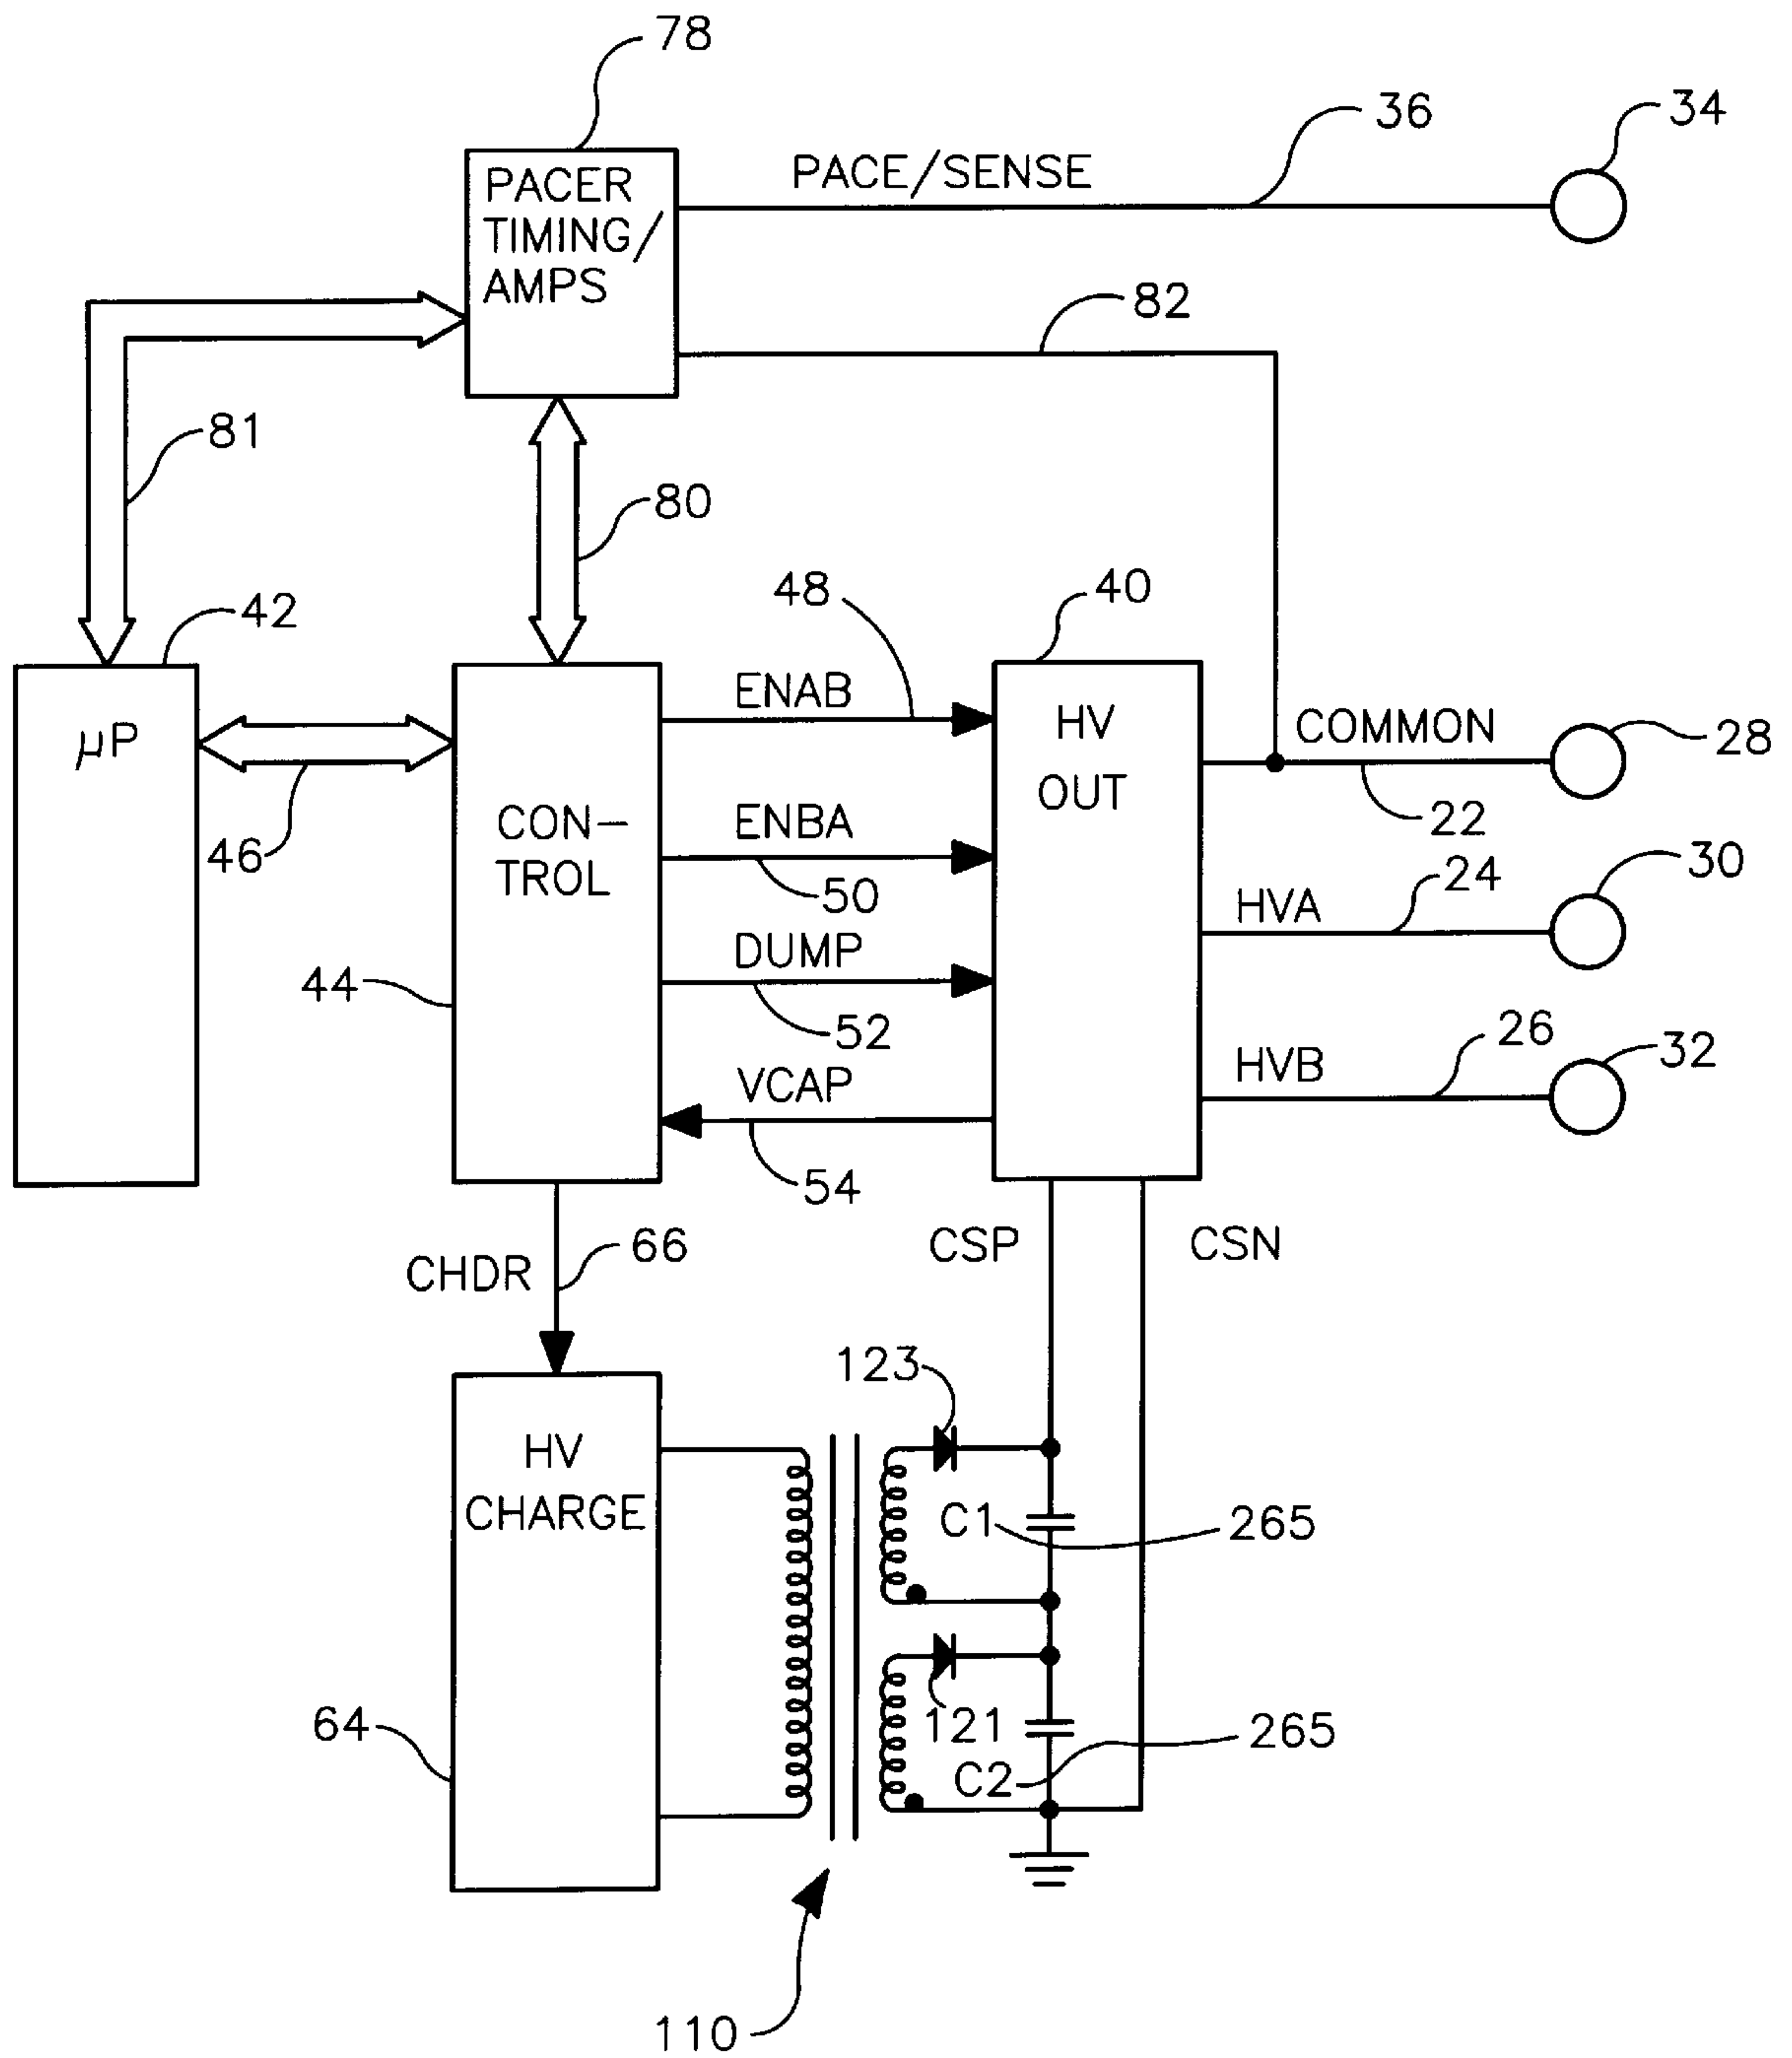 78
36
34
PACE/SENSE
PACER
TIMING/
AMPS
82
81
80
48
40
42
ENAB
HV
OUT
COMMON
28
µP
22
46
CON-
TROL
ENBA
50
24
30
HVA
DUMP
44
52
26
32
HVB
VCAP
54
CSP
CSN
66
CHDR
123
HV
CHARGE
C1
265
121
265
64
C2
110